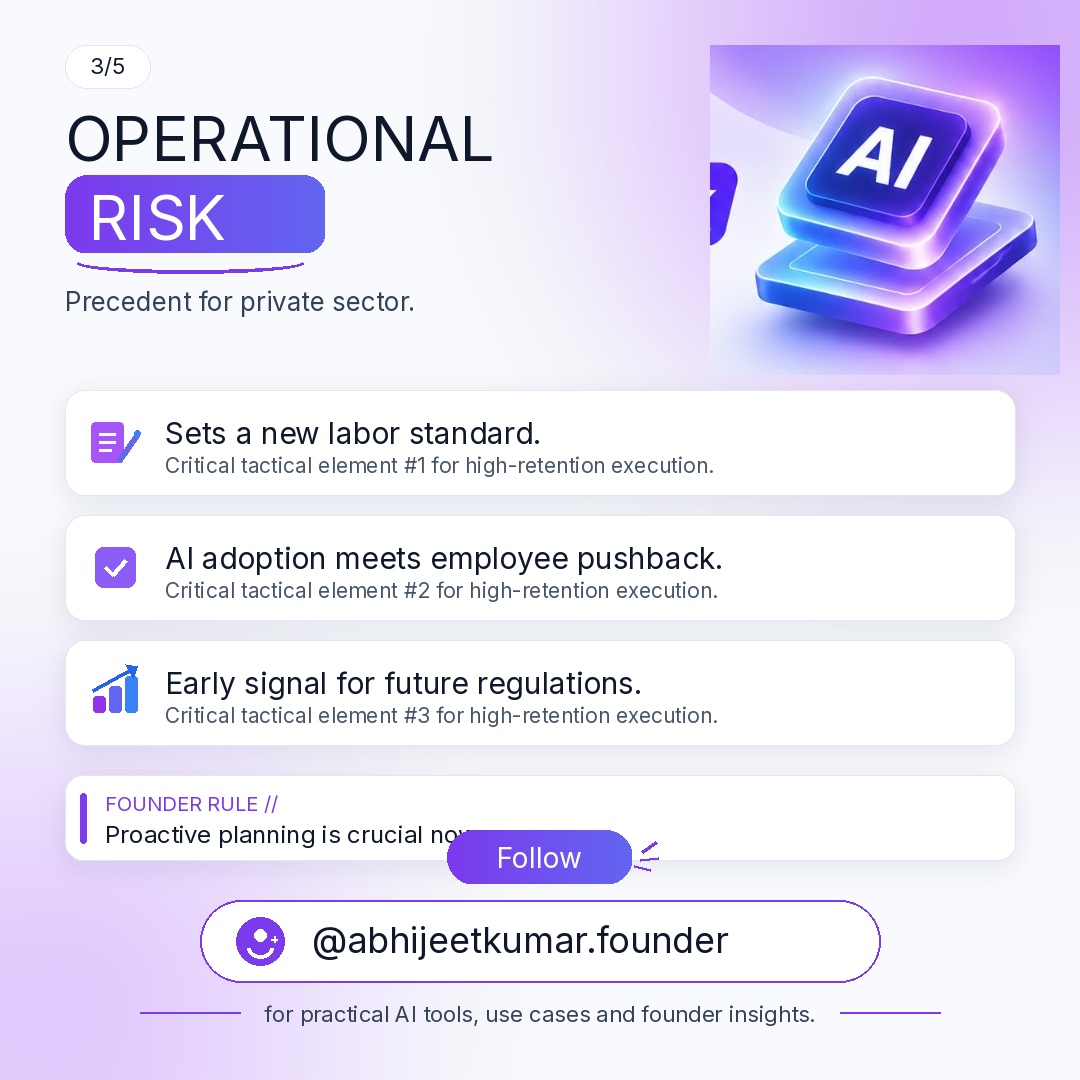 3/5
OPERATIONAL
RISK
Precedent for private sector.
AI
Sets a new labor standard.
Critical tactical element #1 for high-retention execution.
AI adoption meets employee pushback.
Critical tactical element #2 for high-retention execution.
Early signal for future regulations.
Critical tactical element #3 for high-retention execution.
FOUNDER RULE //
Proactive planning is crucial
Follow
@abhijeetkumar.founder
for practical AI tools, use cases and founder insights.